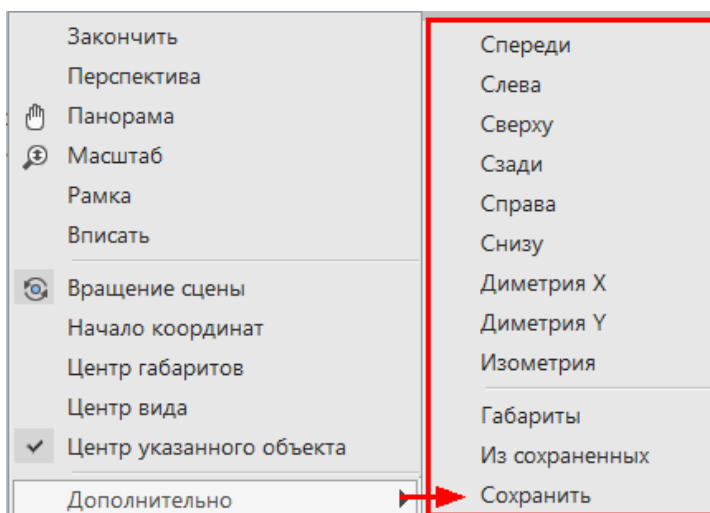 Закончить
Перспектива
Панорама
Масштаб
Рамка
Вписать
Вращение сцены
Начало координат
Центр габаритов
Центр вида
Центр указанного объекта
Дополнительно
Спереди
Слева
Сверху
Сзади
Справа
Снизу
Диметрия X
Диметрия Y
Изометрия
Габариты
Из сохраненных
Сохранить